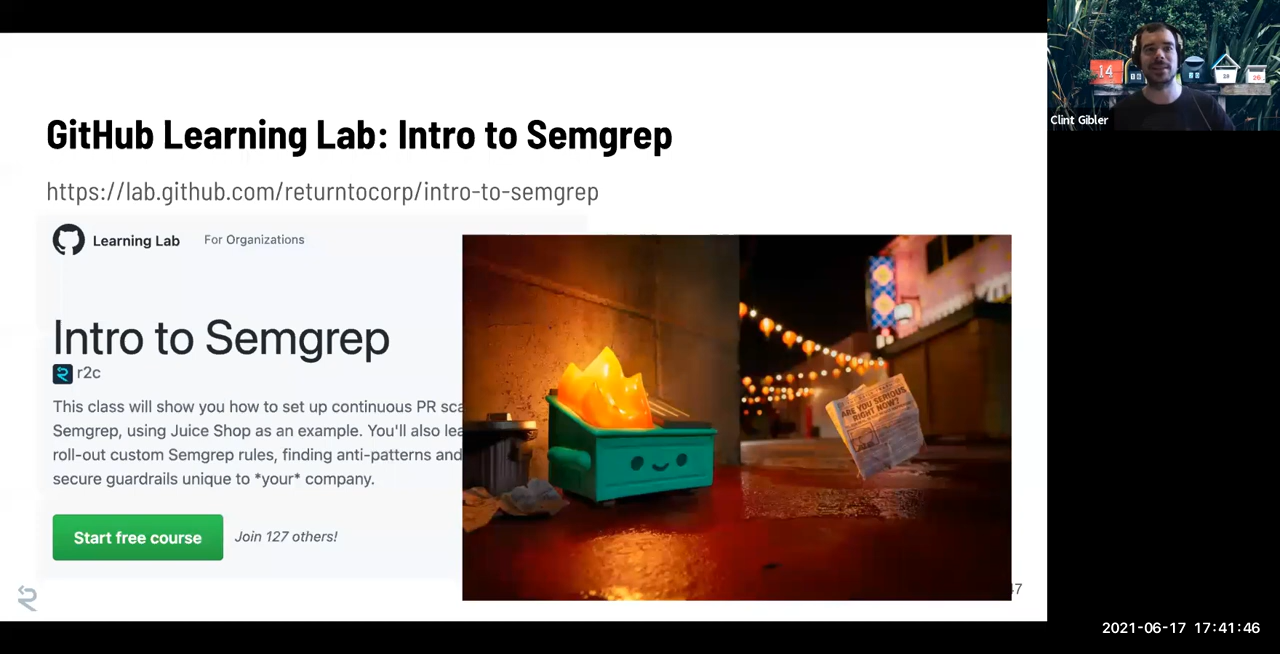 GitHub Learning Lab: Intro to Semgrep
https://lab.github.com/returntocorp/intro-to-semgrep
Learning Lab For Organizations
Intro to Semgrep
r2c
This class will show you how to set up continuous PR sca
Semgrep, using Juice Shop as an example. You'll also lea
roll-out custom Semgrep rules, finding anti-patterns and
secure guardrails unique to *your* company.
Start free course Join 127 others!
ARE YOU SERIOUS
RIGHT NOW?
47
Clint Gibler
14
2021-06-17 17:41:46